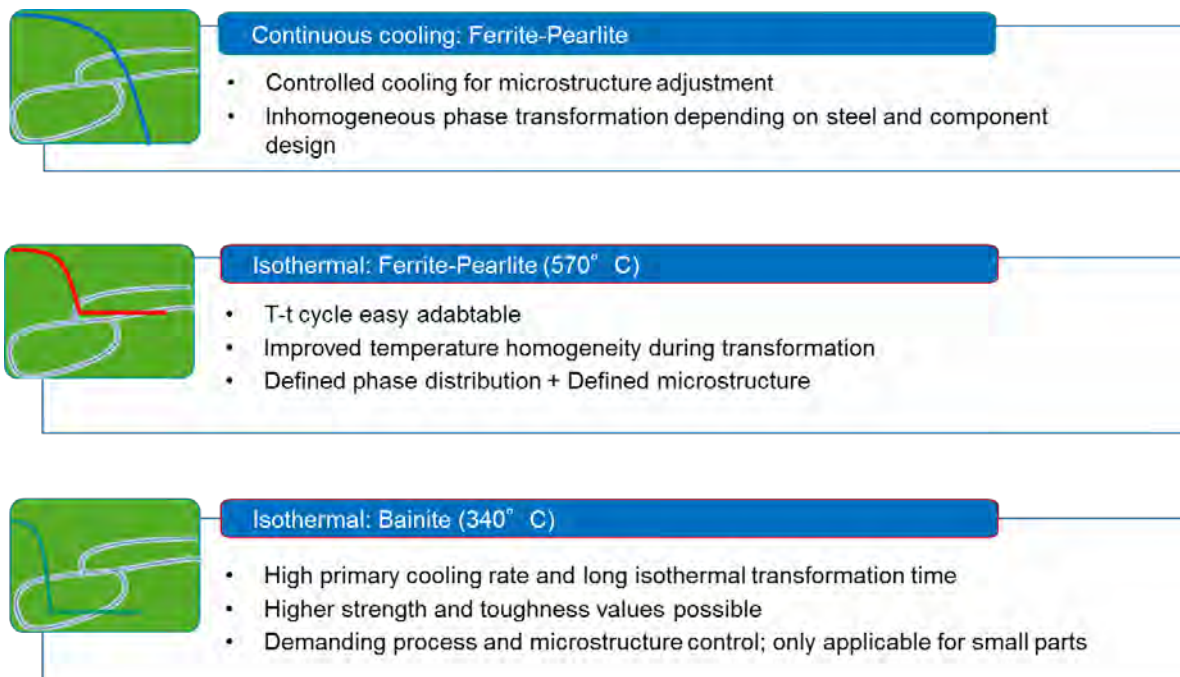 Continuous cooling: Ferrite-Pearlite
• Controlled cooling for microstructure adjustment
• Inhomogeneous phase transformation depending on steel and component
design
Isothermal: Ferrite-Pearlite (570° C)
• T-t cycle easy adabtable
• Improved temperature homogeneity during transformation
• Defined phase distribution + Defined microstructure
Isothermal: Bainite (340° C)
• High primary cooling rate and long isothermal transformation time
• Higher strength and toughness values possible
• Demanding process and microstructure control; only applicable for small parts